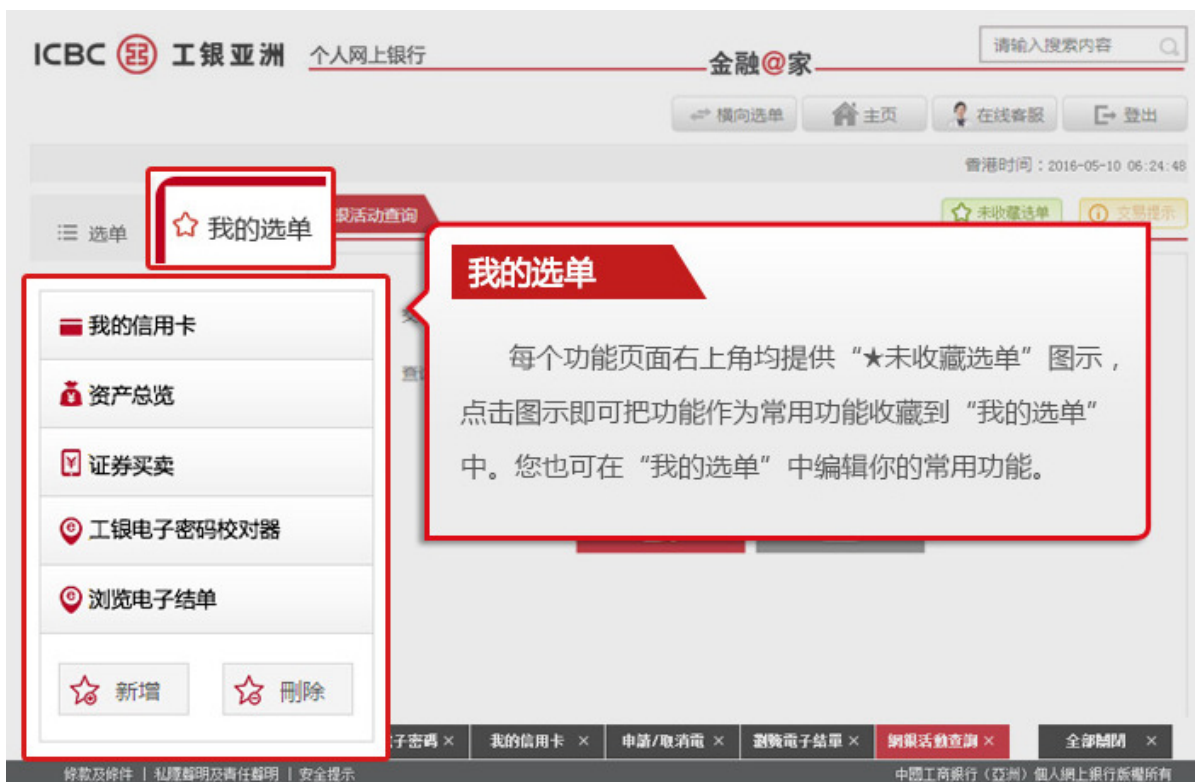 ICBC 工银亚洲 个人网上银行
金融@家
请输入搜索内容
横向选单 主页 在线客服 登出
香港时间：2016-05-10 06:24:48
选单 我的选单 银活动查询 未收藏选单 交易提示
我的选单
每个功能页面右上角均提供“★未收藏选单”图示，
点击图示即可把功能作为常用功能收藏到“我的选单”
中。您也可在“我的选单”中编辑你的常用功能。
我的信用卡
资产总览
证券买卖
工银电子密码校对器
浏览电子结单
新增 刪除
子密碼 × 我的信用卡 × 申請/取消電 × 瀏覽電子結單 × 網銀活動查詢 × 全部關閉 ×
條款及條件 | 私隱聲明及責任聲明 | 安全提示 中國工商銀行（亞洲）個人網上銀行版權所有